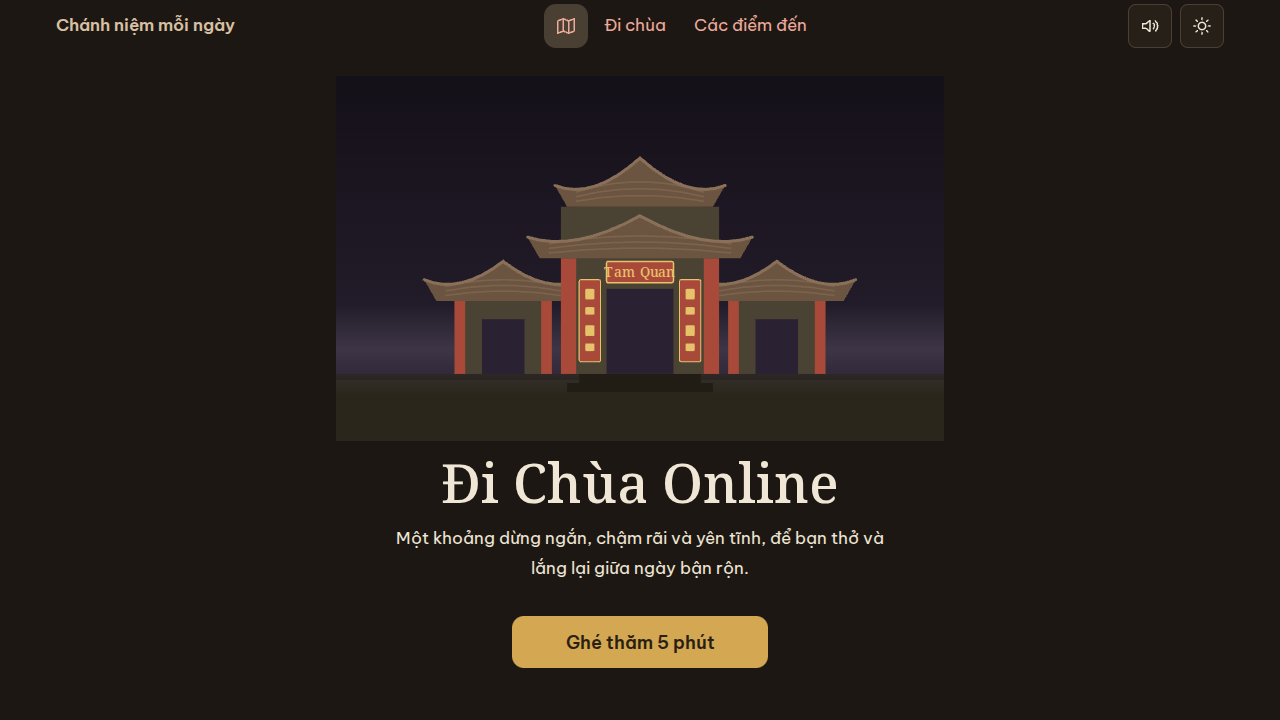 Chánh niệm mỗi ngày
Đi chùa
Các điểm đến
Tam Quan
Đi Chùa Online
Một khoảng dừng ngắn, chậm rãi và yên tĩnh, để bạn thở và
lắng lại giữa ngày bận rộn.
Ghé thăm 5 phút